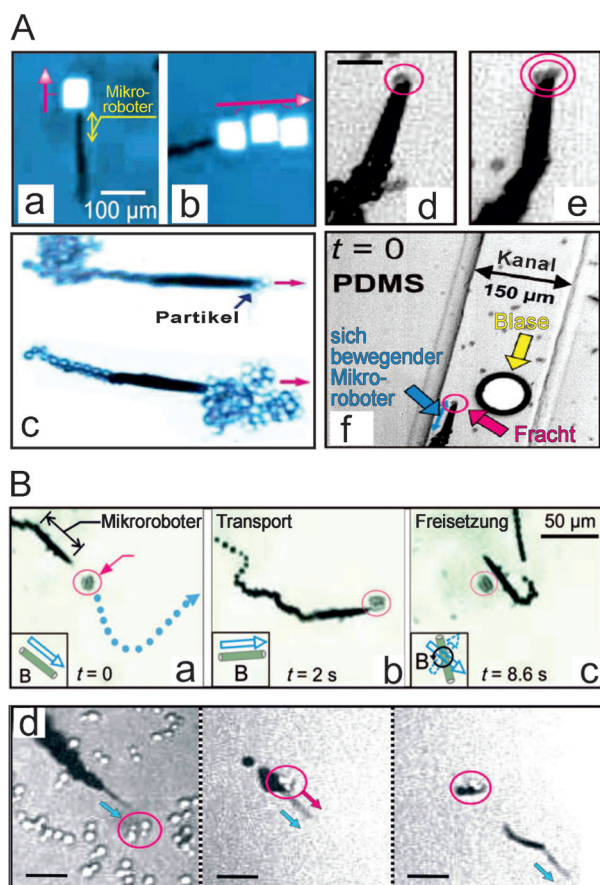 A
Mikro-
roboter
a
100 µm
b
d
e
Partikel
c
t = 0
PDMS
Kanal
150 µm
Blase
sich
bewegender
Mikro-
roboter
Fracht
f
B
Mikroroboter
B
t = 0
a
Transport
B
t = 2 s
b
Freisetzung
50 µm
B
t = 8.6 s
c
d